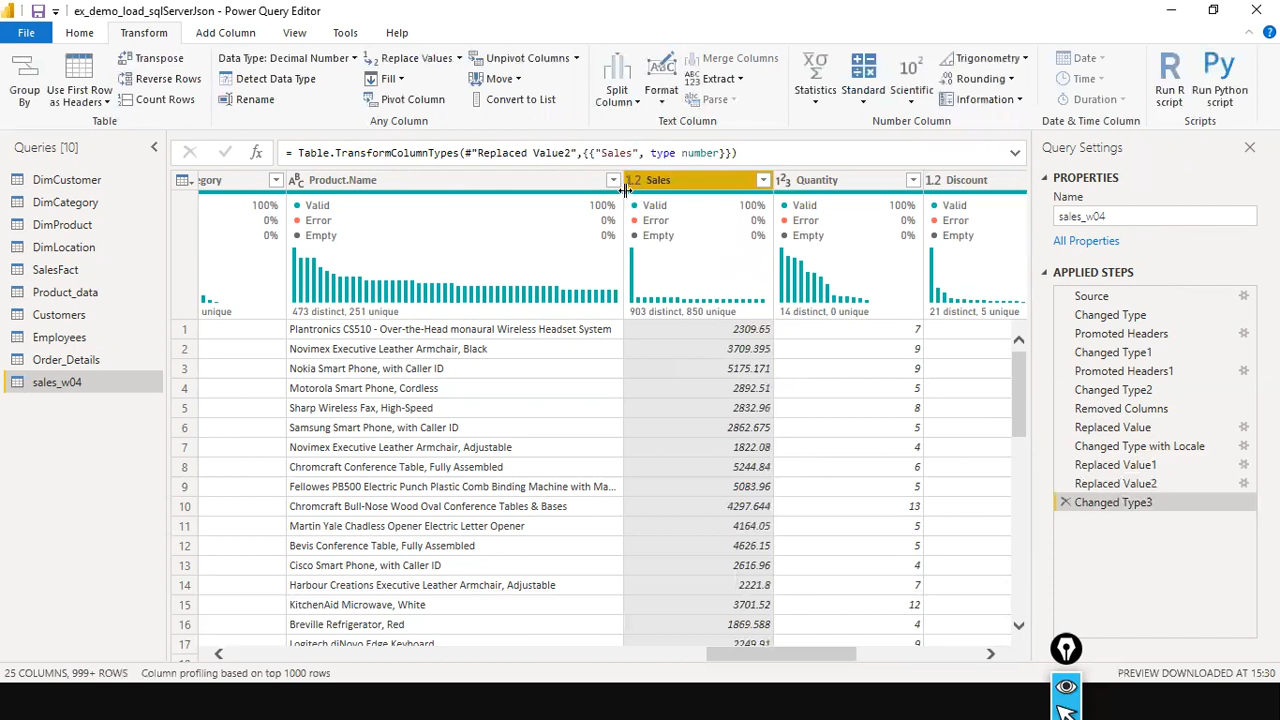 ex_demo_load_sqlServerJson - Power Query Editor
File Home Transform Add Column View Tools Help
Group By
Use First Row as Headers
Transpose
Reverse Rows
Count Rows
Table
Data Type: Decimal Number
Detect Data Type
Rename
Replace Values
Fill
Pivot Column
Unpivot Columns
Move
Convert to List
Any Column
Split Column
Format
Merge Columns
Extract
Parse
Text Column
Statistics
Standard
Scientific
Trigonometry
Rounding
Information
Number Column
Date
Time
Duration
Date & Time Column
Run R script
Run Python script
Scripts
Queries [10]
DimCustomer
DimCategory
DimProduct
DimLocation
SalesFact
Product_data
Customers
Employees
Order_Details
sales_w04
= Table.TransformColumnTypes(#"Replaced Value2",{{"Sales", type number}})
gory Product.Name 1.2 Sales 123 Quantity 1.2 Discount
100% Valid 100% Valid 100% Valid 100% Valid
0% Error 0% Error 0% Error 0% Error
0% Empty 0% Empty 0% Empty 0% Empty
unique 473 distinct, 251 unique 903 distinct, 850 unique 14 distinct, 0 unique 21 distinct, 5 unique
1 Plantronics CS510 - Over-the-Head monaural Wireless Headset System 2309.65 7
2 Novimex Executive Leather Armchair, Black 3709.395 9
3 Nokia Smart Phone, with Caller ID 5175.171 9
4 Motorola Smart Phone, Cordless 2892.51 5
5 Sharp Wireless Fax, High-Speed 2832.96 8
6 Samsung Smart Phone, with Caller ID 2862.675 5
7 Novimex Executive Leather Armchair, Adjustable 1822.08 4
8 Chromcraft Conference Table, Fully Assembled 5244.84 6
9 Fellowes PB500 Electric Punch Plastic Comb Binding Machine with Ma... 5083.96 5
10 Chromcraft Bull-Nose Wood Oval Conference Tables & Bases 4297.644 13
11 Martin Yale Chadless Opener Electric Letter Opener 4164.05 5
12 Bevis Conference Table, Fully Assembled 4626.15 5
13 Cisco Smart Phone, with Caller ID 2616.96 4
14 Harbour Creations Executive Leather Armchair, Adjustable 2221.8 7
15 KitchenAid Microwave, White 3701.52 12
16 Breville Refrigerator, Red 1869.588 4
17 Logitech diNovo Edge Keyboard 2249.91 9
Query Settings
PROPERTIES
Name
sales_w04
All Properties
APPLIED STEPS
Source
Changed Type
Promoted Headers
Changed Type1
Promoted Headers1
Changed Type2
Removed Columns
Replaced Value
Changed Type with Locale
Replaced Value1
Replaced Value2
Changed Type3
25 COLUMNS, 999+ ROWS Column profiling based on top 1000 rows PREVIEW DOWNLOADED AT 15:30